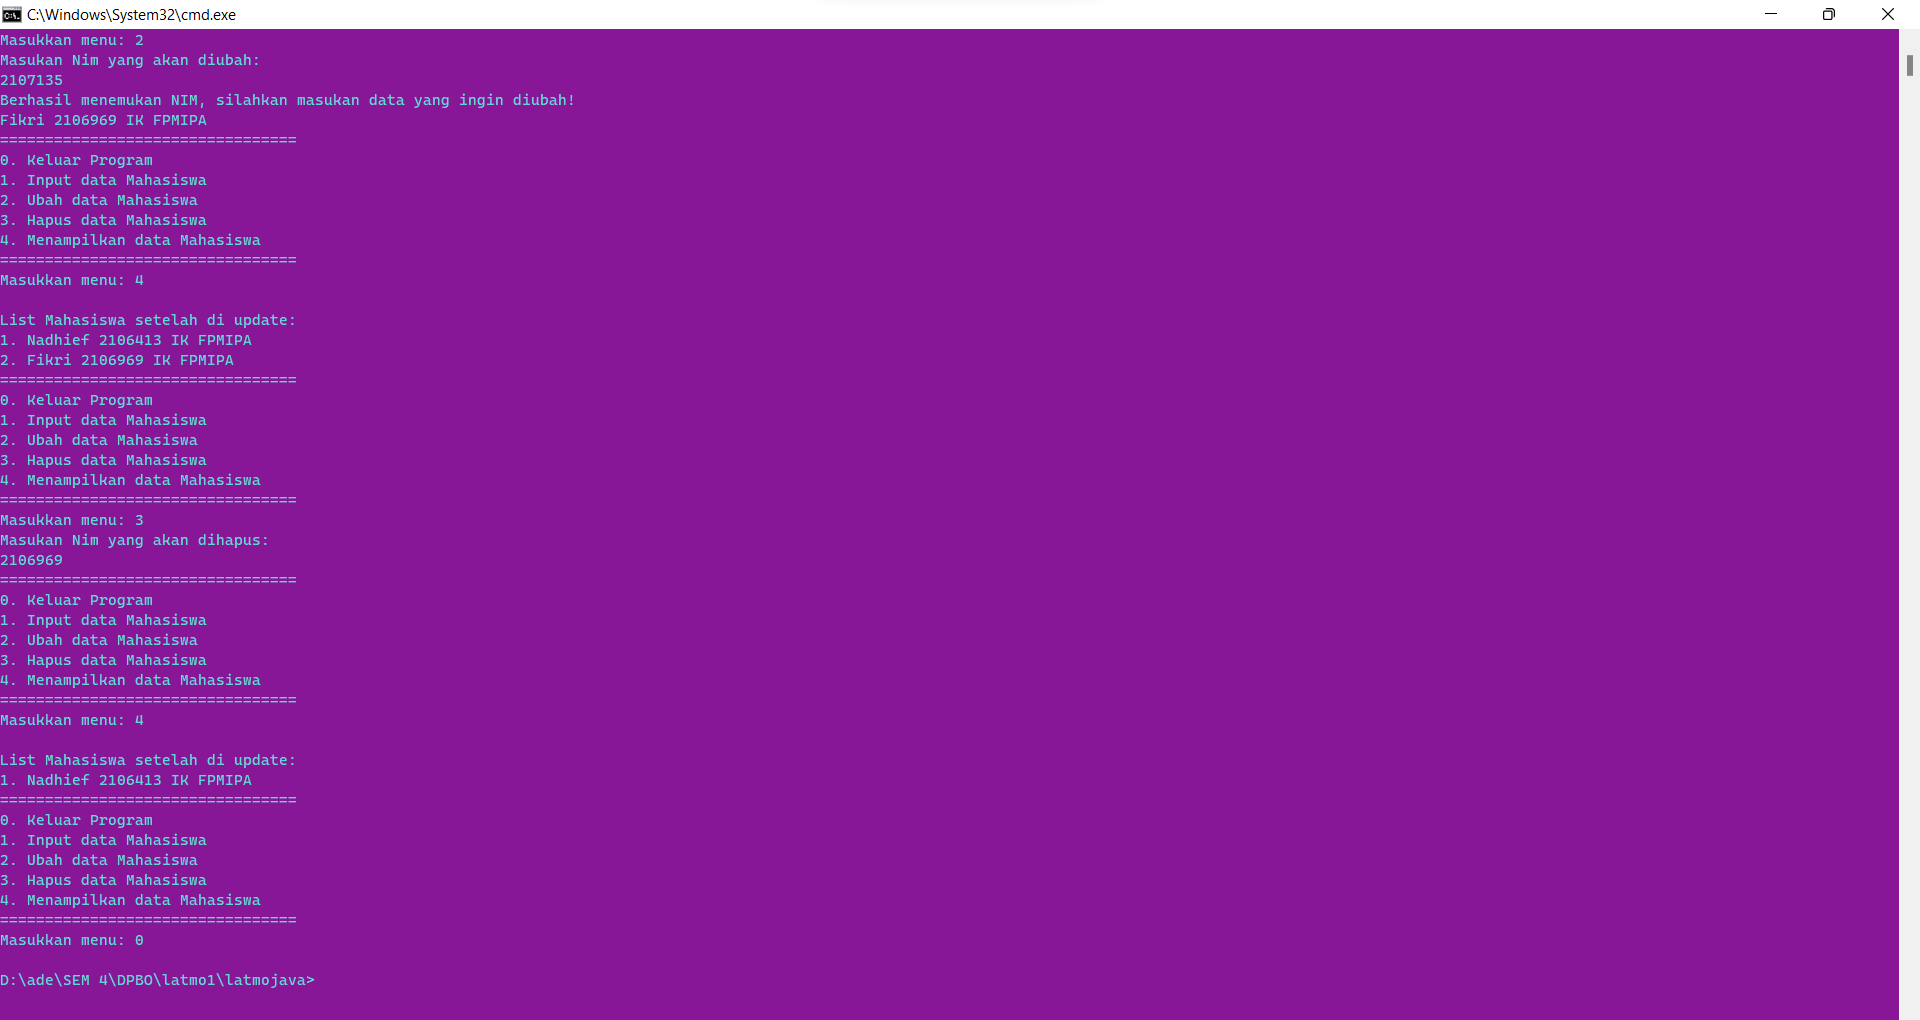 C:\Windows\System32\cmd.exe
Masukkan menu: 2
Masukan Nim yang akan diubah:
2107135
Berhasil menemukan NIM, silahkan masukan data yang ingin diubah!
Fikri 2106969 IK FPMIPA
=================================
0. Keluar Program
1. Input data Mahasiswa
2. Ubah data Mahasiswa
3. Hapus data Mahasiswa
4. Menampilkan data Mahasiswa
=================================
Masukkan menu: 4
List Mahasiswa setelah di update:
1. Nadhief 2106413 IK FPMIPA
2. Fikri 2106969 IK FPMIPA
=================================
0. Keluar Program
1. Input data Mahasiswa
2. Ubah data Mahasiswa
3. Hapus data Mahasiswa
4. Menampilkan data Mahasiswa
=================================
Masukkan menu: 3
Masukan Nim yang akan dihapus:
2106969
=================================
0. Keluar Program
1. Input data Mahasiswa
2. Ubah data Mahasiswa
3. Hapus data Mahasiswa
4. Menampilkan data Mahasiswa
=================================
Masukkan menu: 4
List Mahasiswa setelah di update:
1. Nadhief 2106413 IK FPMIPA
=================================
0. Keluar Program
1. Input data Mahasiswa
2. Ubah data Mahasiswa
3. Hapus data Mahasiswa
4. Menampilkan data Mahasiswa
=================================
Masukkan menu: 0
D:\ade\SEM 4\DPBO\latmo1\latmojava>